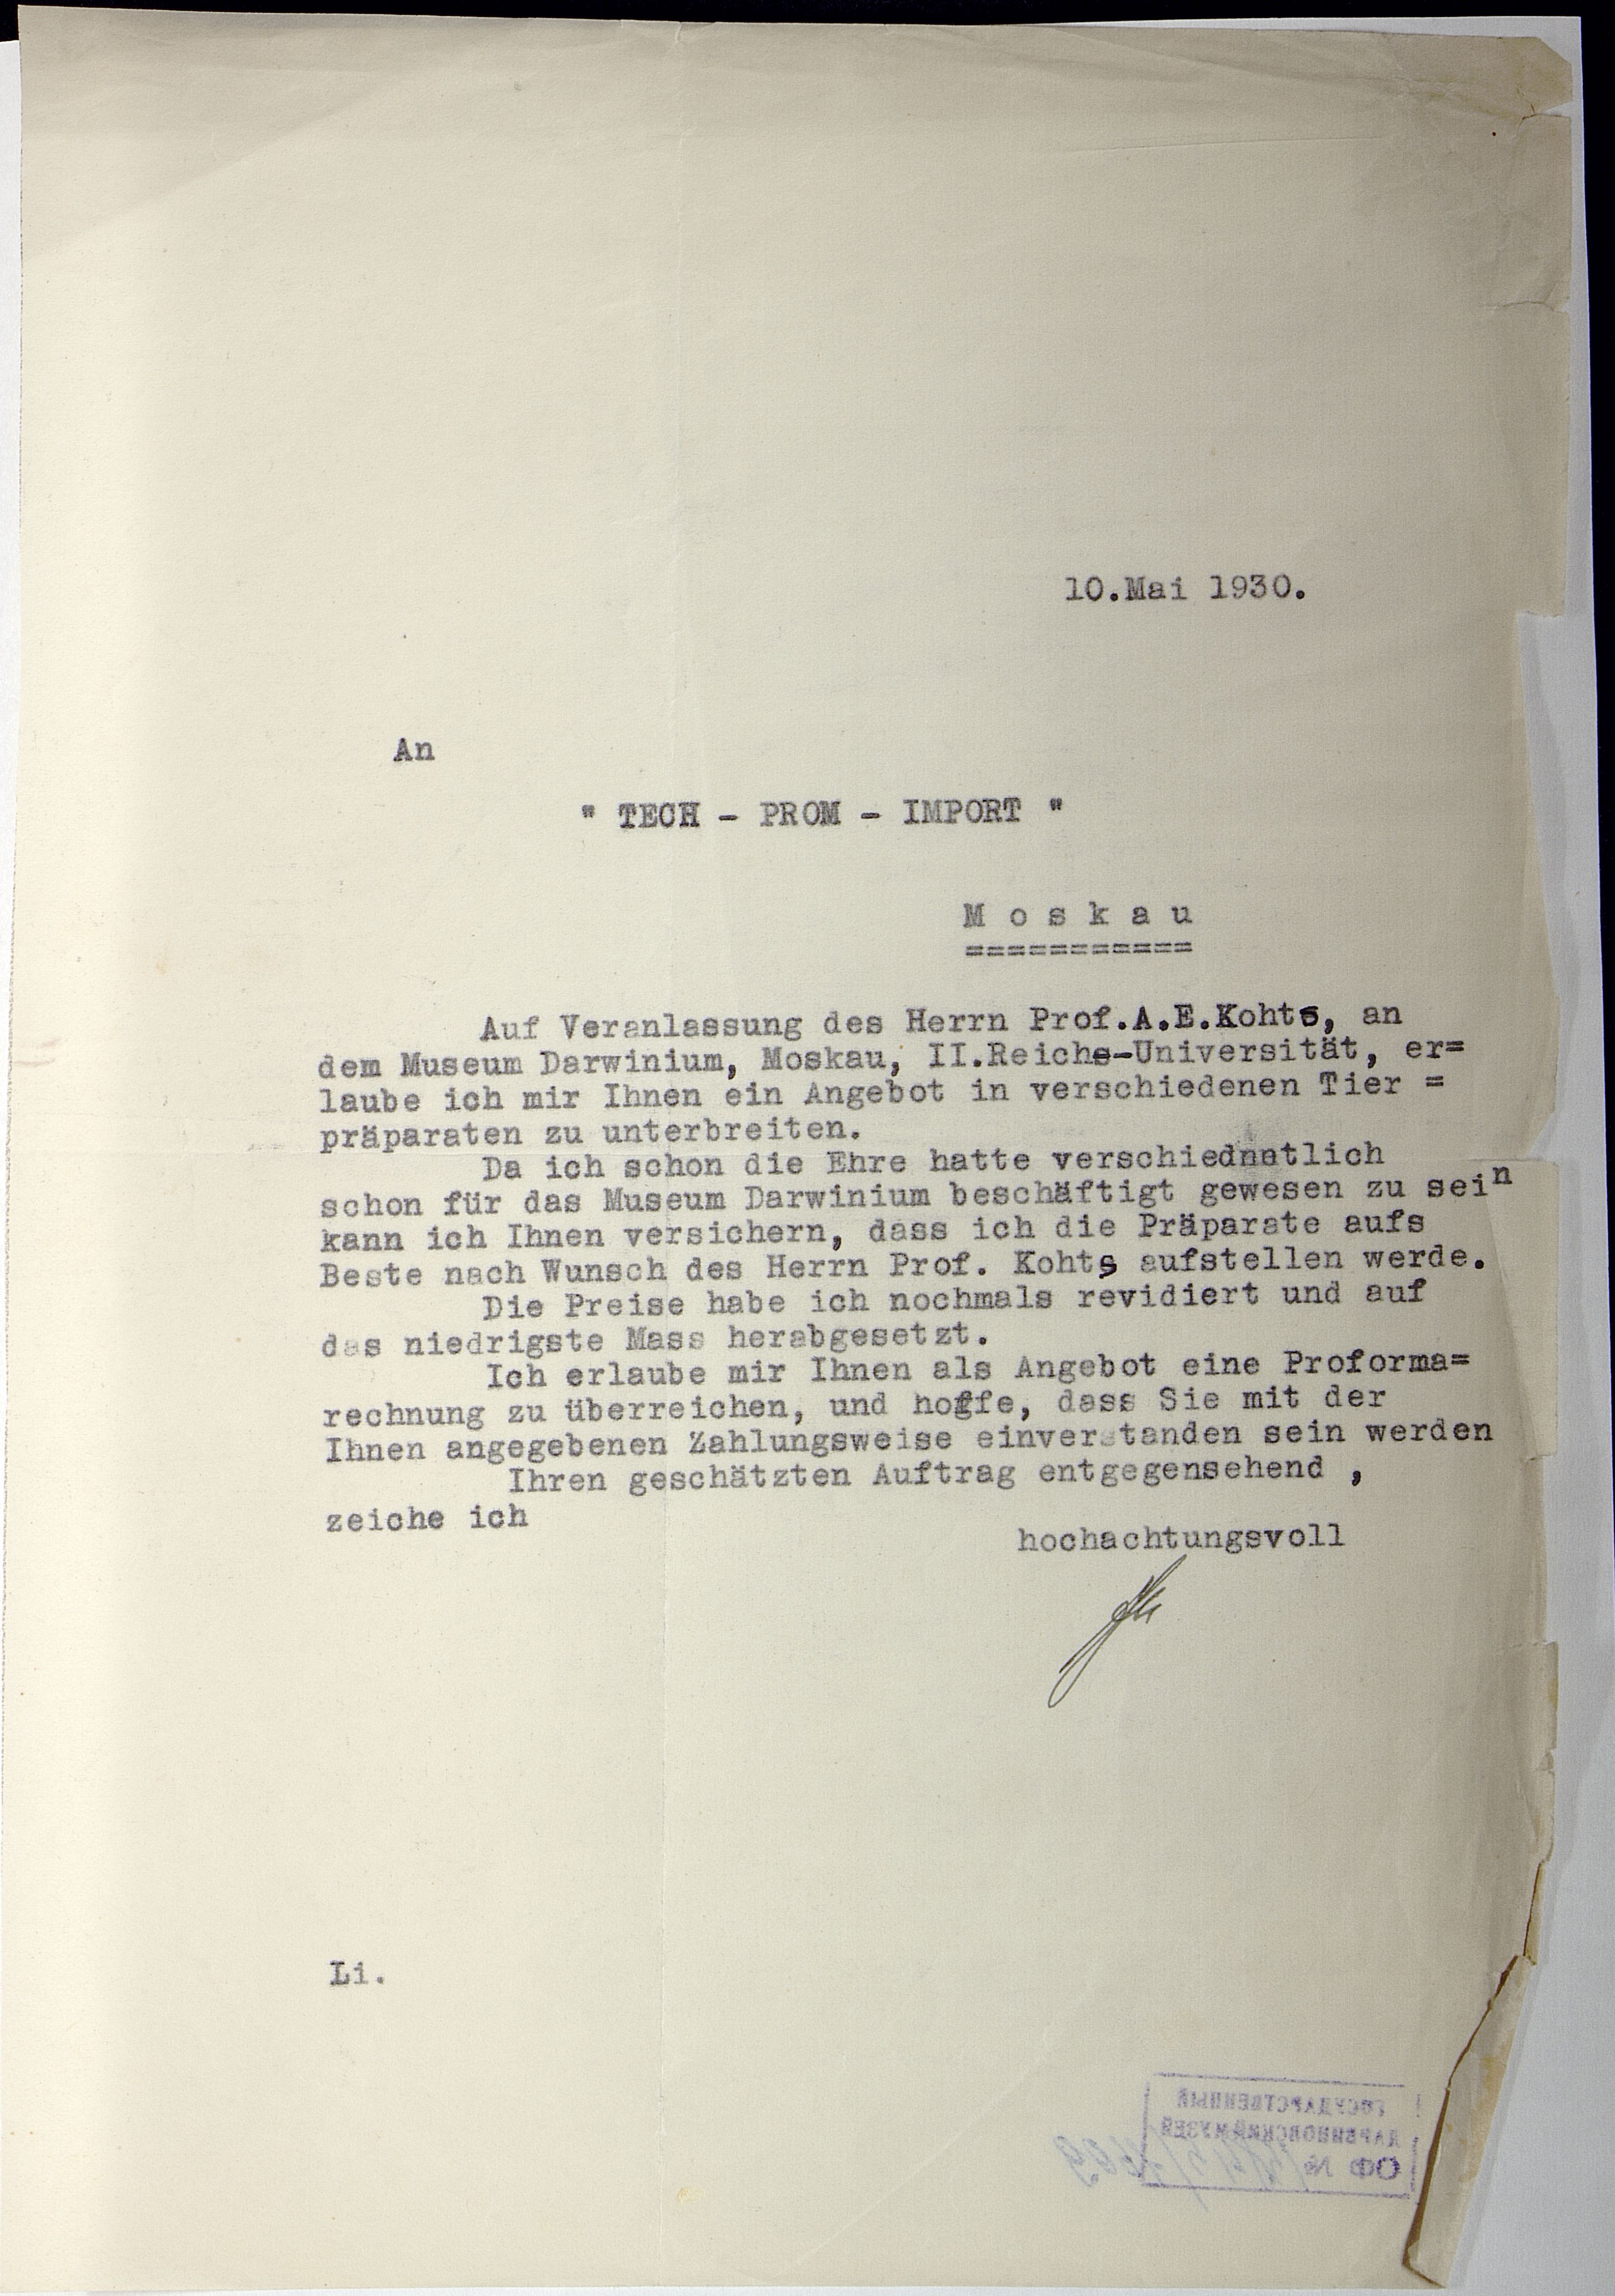 10.Mai 1930.
An
" TECH - PROM - IMPORT "
M o s k a u
===========
Auf Veranlassung des Herrn Prof.A.E.Kohts, an
dem Museum Darwinium, Moskau, II.Reichs-Universität, er=
laube ich mir Ihnen ein Angebot in verschiedenen Tier =
präparaten zu unterbreiten.
Da ich schon die Ehre hatte
schon für das Museum Darwinium beschäftigt gewesen zu sein
kann ich Ihnen versichern, dass ich die Präparate aufs
Beste nach Wunsch des Herrn Prof. Kohts aufstellen werde.
Die Preise habe ich nochmals revidiert und auf
das niedrigste Mass herabgesetzt.
Ich erlaube mir Ihnen als Angebot eine Proforma=
rechnung zu überreichen, und hoffe, dass Sie mit der
Ihnen angegebenen Zahlungsweise einverstanden sein werden
Ihren geschätzten Auftrag entgegensehend ,
zeiche ich
hochachtungsvoll
Li.
ГОСУДАРСТВЕННЫЙ
ДАРВИНОВСКИЙ МУЗЕЙ
ОФ №